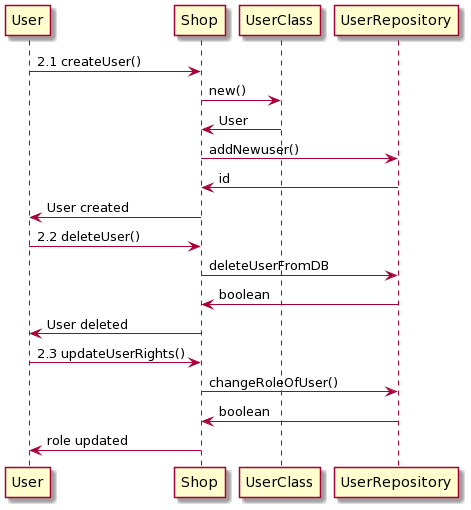 User Shop UserClass UserRepository
2.1 createUser()
new()
User
addNewuser()
id
User created
2.2 deleteUser()
deleteUserFromDB
boolean
User deleted
2.3 updateUserRights()
changeRoleOfUser()
boolean
role updated
User Shop UserClass UserRepository